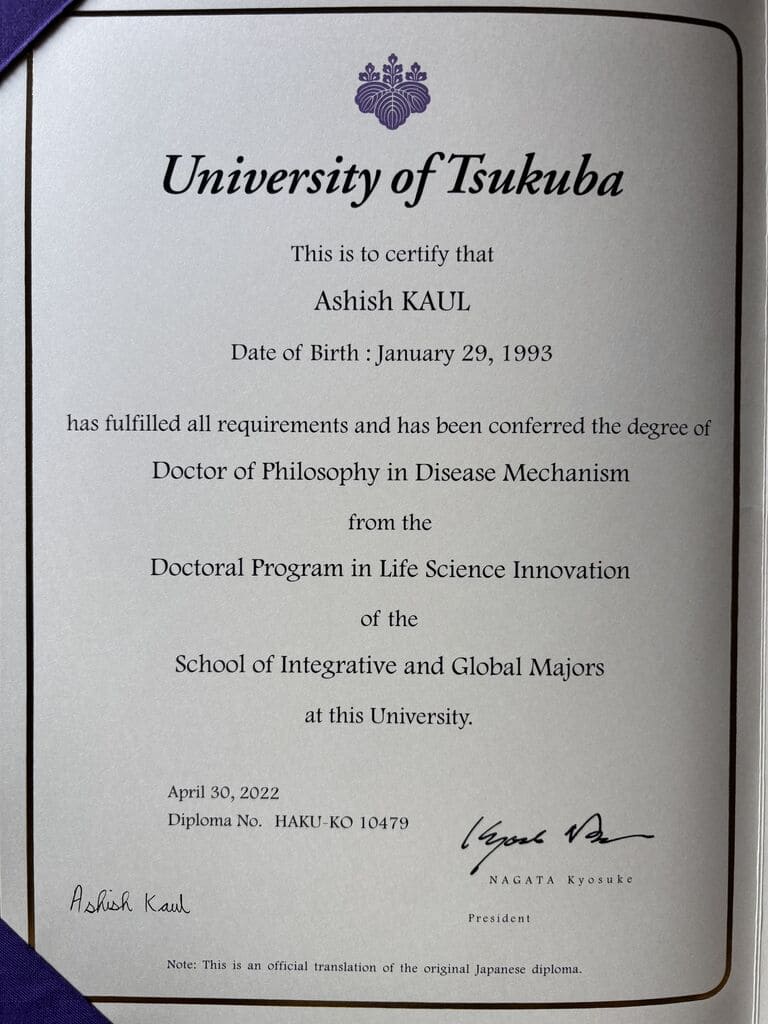 University of Tsukuba
This is to certify that
Ashish KAUL
Date of Birth : January 29, 1993
has fulfilled all requirements and has been conferred the degree of
Doctor of Philosophy in Disease Mechanism
from the
Doctoral Program in Life Science Innovation
of the
School of Integrative and Global Majors
at this University.
April 30, 2022
Diploma No. HAKU-KO 10479
NAGATA Kyosuke
Ashish Kaul
President
Note: This is an official translation of the original Japanese diploma.